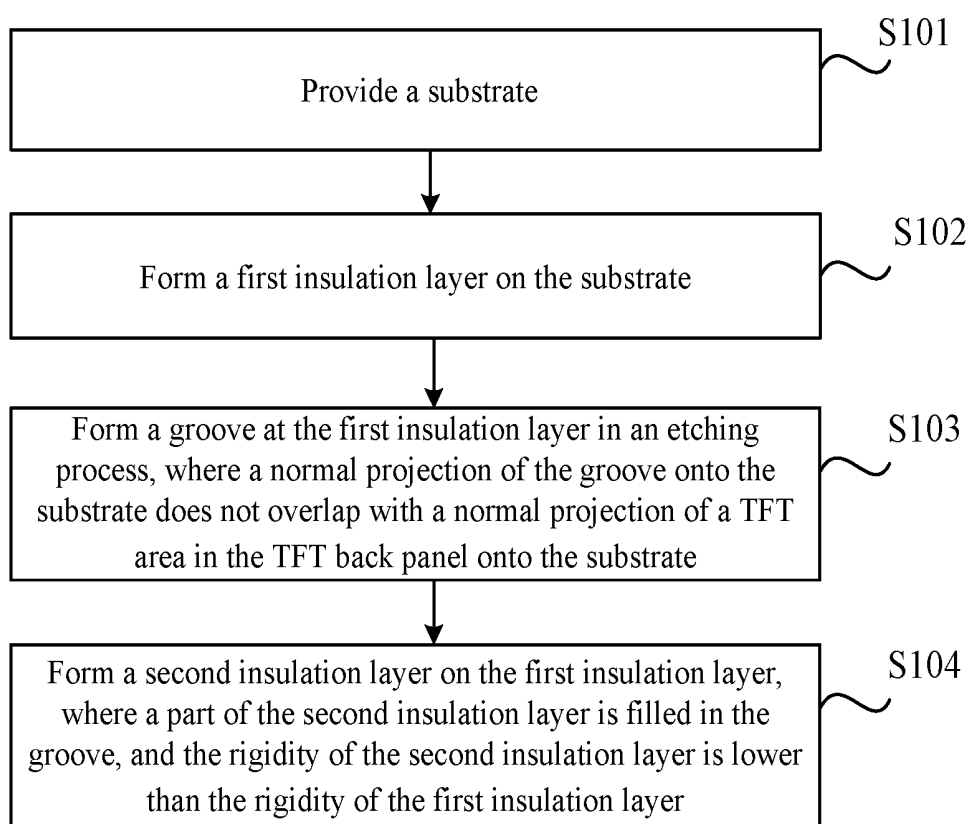 S101
Provide a substrate
S102
Form a first insulation layer on the substrate
S103
Form a groove at the first insulation layer in an etching
process, where a normal projection of the groove onto the
substrate does not overlap with a normal projection of a TFT
area in the TFT back panel onto the substrate
S104
Form a second insulation layer on the first insulation layer,
where a part of the second insulation layer is filled in the
groove, and the rigidity of the second insulation layer is lower
than the rigidity of the first insulation layer